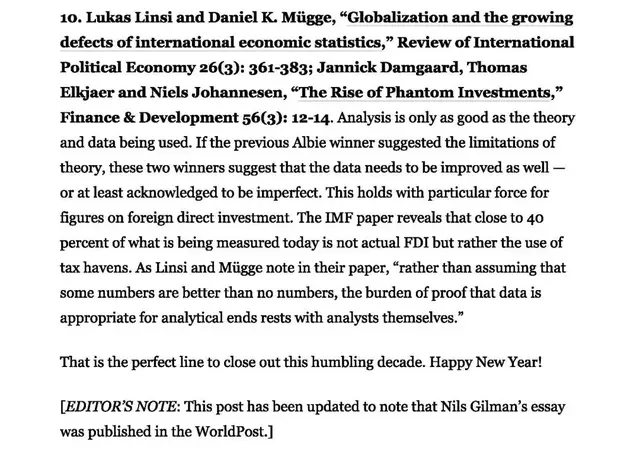 10. Lukas Linsi and Daniel K. Mügge, “Globalization and the growing
defects of international economic statistics,” Review of International
Political Economy 26(3): 361-383; Jannick Damgaard, Thomas
Elkjaer and Niels Johannesen, “The Rise of Phantom Investments,”
Finance & Development 56(3): 12-14. Analysis is only as good as the theory
and data being used. If the previous Albie winner suggested the limitations of
theory, these two winners suggest that the data needs to be improved as well —
or at least acknowledged to be imperfect. This holds with particular force for
figures on foreign direct investment. The IMF paper reveals that close to 40
percent of what is being measured today is not actual FDI but rather the use of
tax havens. As Linsi and Mügge note in their paper, “rather than assuming that
some numbers are better than no numbers, the burden of proof that data is
appropriate for analytical ends rests with analysts themselves.”
That is the perfect line to close out this humbling decade. Happy New Year!
[EDITOR’S NOTE: This post has been updated to note that Nils Gilman’s essay
was published in the WorldPost.]